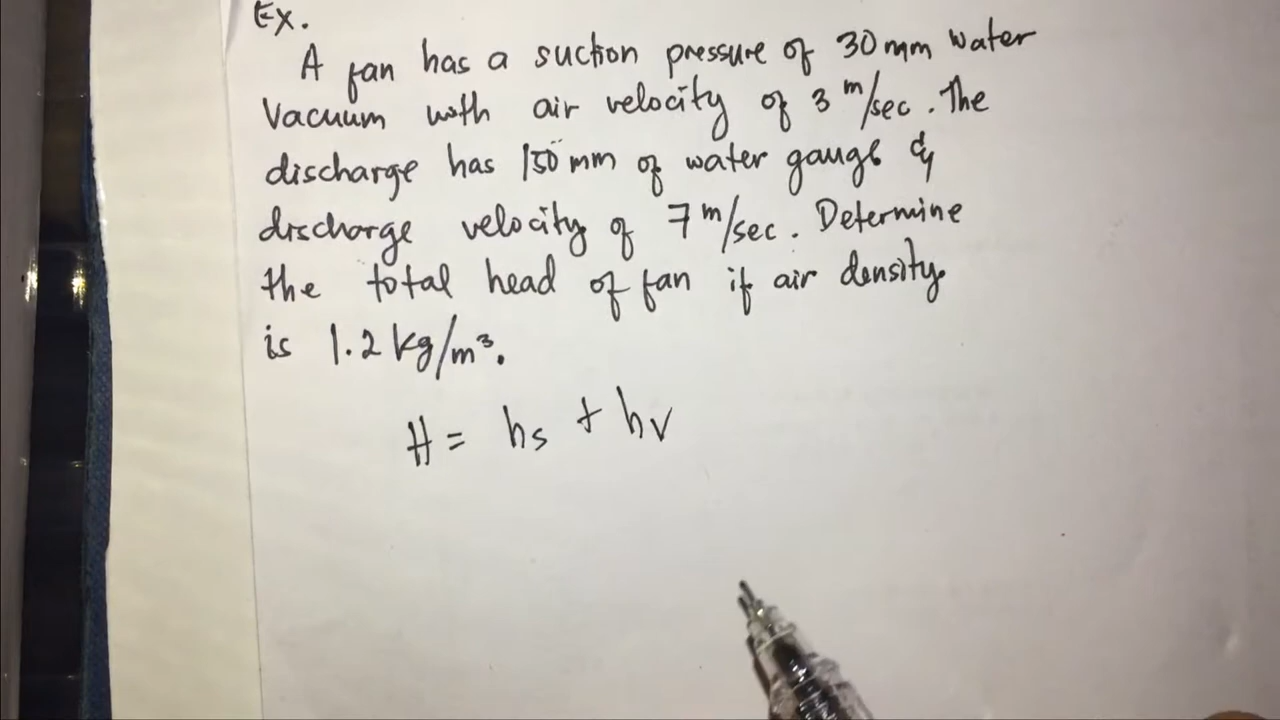 Ex.
A fan has a suction pressure of 30 mm water
Vacuum with air velocity of 3 m/sec. The
discharge has 150 mm of water gauge &
discharge velocity of 7 m/sec. Determine
the total head of fan if air density
is 1.2 kg/m³.
H = hs + hv